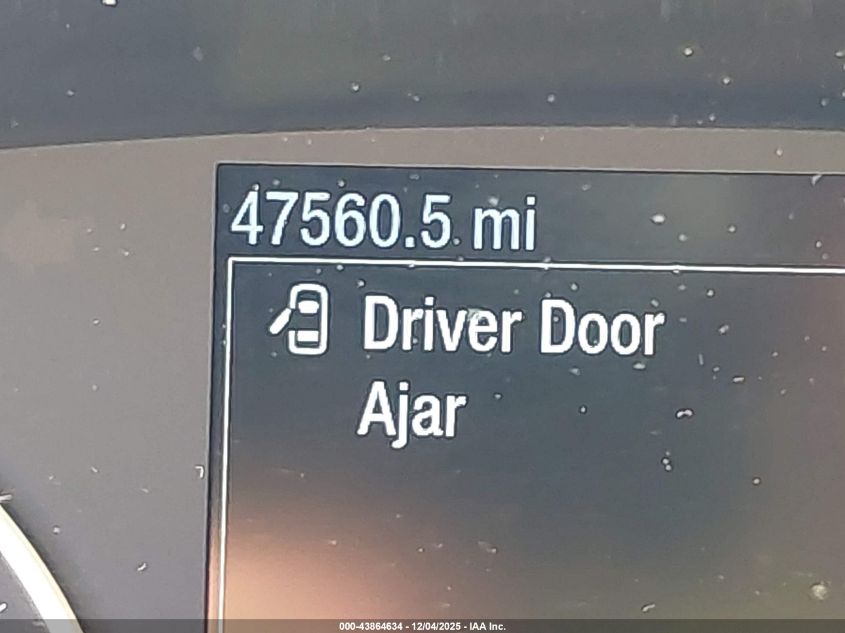 47560.5 mi
Driver Door
Ajar
000-43864634 - 12/04/2025 - IAA Inc.